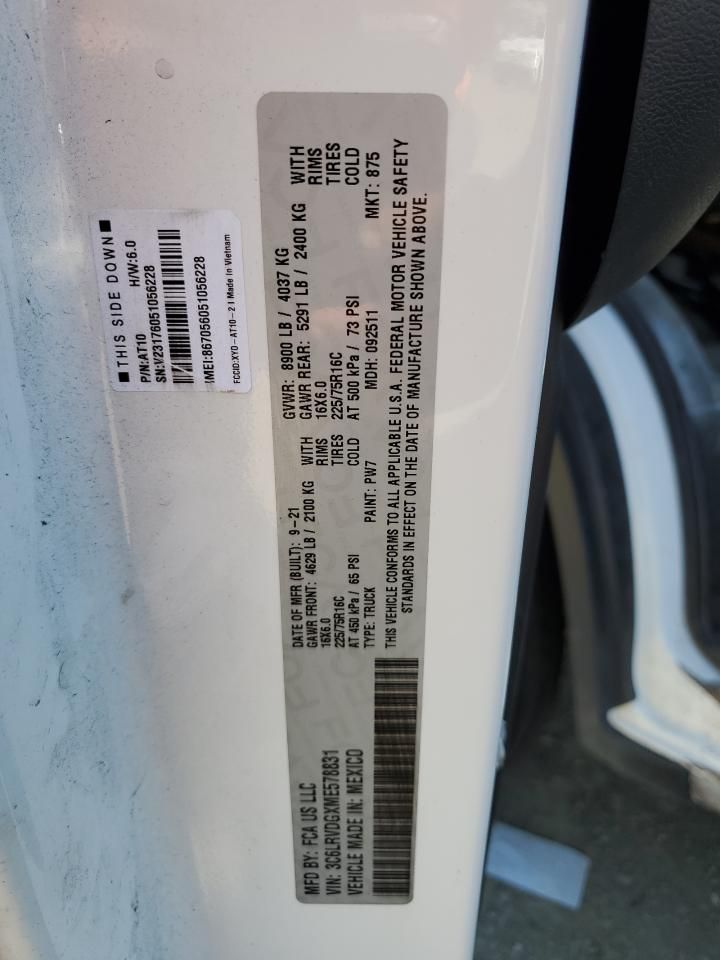 ■ THIS SIDE DOWN ■
P/N:AT10 H/W:6.0
SN:V23176051056228
IMEI:867056051056228
FCCID:XYO-AT10-2 I Made In Vietnam
MFD BY: FCA US LLC
VIN: 3C6LRVDGXME578831
VEHICLE MADE IN: MEXICO
DATE OF MFR (BUILT): 9-21 GVWR: 8900 LB / 4037 KG
GAWR FRONT: 4629 LB / 2100 KG WITH GAWR REAR: 5291 LB / 2400 KG WITH
16X6.0 RIMS 16X6.0 RIMS
225/75R16C TIRES 225/75R16C TIRES
AT 450 kPa / 65 PSI COLD AT 500 kPa / 73 PSI COLD
TYPE: TRUCK PAINT: PW7 MDH: 092511 MKT: 875
THIS VEHICLE CONFORMS TO ALL APPLICABLE U.S.A. FEDERAL MOTOR VEHICLE SAFETY
STANDARDS IN EFFECT ON THE DATE OF MANUFACTURE SHOWN ABOVE.